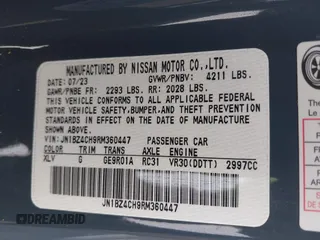 MANUFACTURED BY NISSAN MOTOR CO.,LTD.
DATE: 07/23 GVWR/PNBV: 4211 LBS.
GAWR/PNBE FR: 2293 LBS. RR: 2028 LBS.
THIS VEHICLE CONFORMS TO ALL APPLICABLE
FEDERAL MOTOR VEHICLE
SAFETY,BUMPER,AND THEFT PREVENTION
STANDARDS IN EFFECT ON THE DATE OF
MANUFACTURE SHOWN ABOVE.
VIN: JN1BZ4CH9RM360447 PASSENGER CAR
COLOR TRIM TRANS AXLE ENGINE
XLV G GE9R01A RC31 VR30(DDTT) 2997CC
JN1BZ4CH9RM360447
DREAMBID